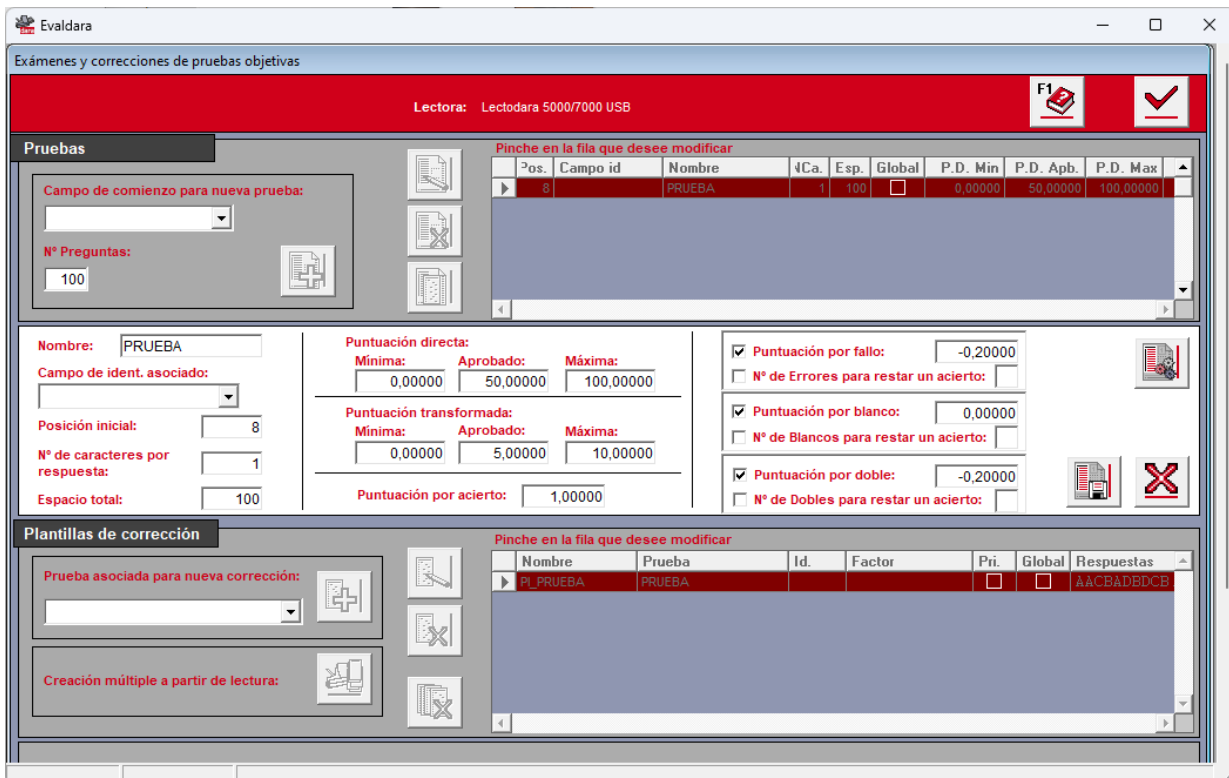 Evaldara
Exámenes y correcciones de pruebas objetivas
Lectora: Lectodara 5000/7000 USB
F1
Pruebas
Campo de comienzo para nueva prueba:
Nº Preguntas:
100
Pinche en la fila que desee modificar
Pos. Campo id Nombre NCa. Esp. Global P.D. Min P.D. Apb. P.D. Max
8 PRUEBA 1 100 0,00000 50,00000 100,00000
Nombre: PRUEBA
Campo de ident. asociado:
Posición inicial: 8
Nº de caracteres por
respuesta: 1
Espacio total: 100
Puntuación directa:
Mínima: Aprobado: Máxima:
0,00000 50,00000 100,00000
Puntuación transformada:
Mínima: Aprobado: Máxima:
0,00000 5,00000 10,00000
Puntuación por acierto: 1,00000
Puntuación por fallo: -0,20000
Nº de Errores para restar un acierto:
Puntuación por blanco: 0,00000
Nº de Blancos para restar un acierto:
Puntuación por doble: -0,20000
Nº de Dobles para restar un acierto:
Plantillas de corrección
Prueba asociada para nueva corrección:
Creación múltiple a partir de lectura:
Pinche en la fila que desee modificar
Nombre Prueba Id. Factor Pri. Global Respuestas
PI_PRUEBA PRUEBA AACBADBDCB